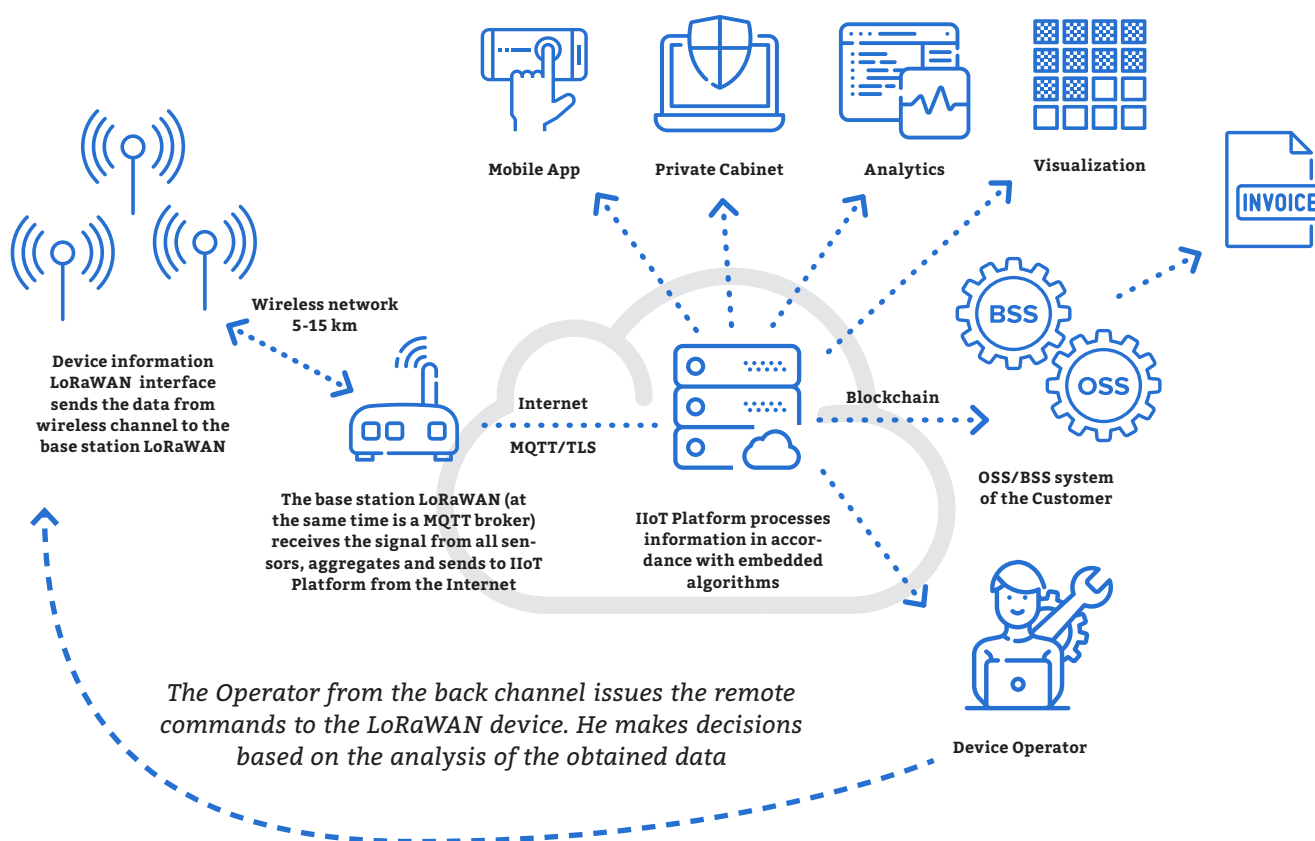 Mobile App
Private Cabinet
Analytics
Visualization
INVOICE
BSS
OSS
Wireless network
5-15 km
Device information
LoRaWAN interface
sends the data from
wireless channel to the
base station LoRaWAN
Internet
MQTT/TLS
Blockchain
OSS/BSS system
of the Customer
The base station LoRaWAN (at
the same time is a MQTT broker)
receives the signal from all sen-
sors, aggregates and sends to IIoT
Platform from the Internet
IIoT Platform processes
information in accor-
dance with embedded
algorithms
The Operator from the back channel issues the remote
commands to the LoRaWAN device. He makes decisions
based on the analysis of the obtained data
Device Operator